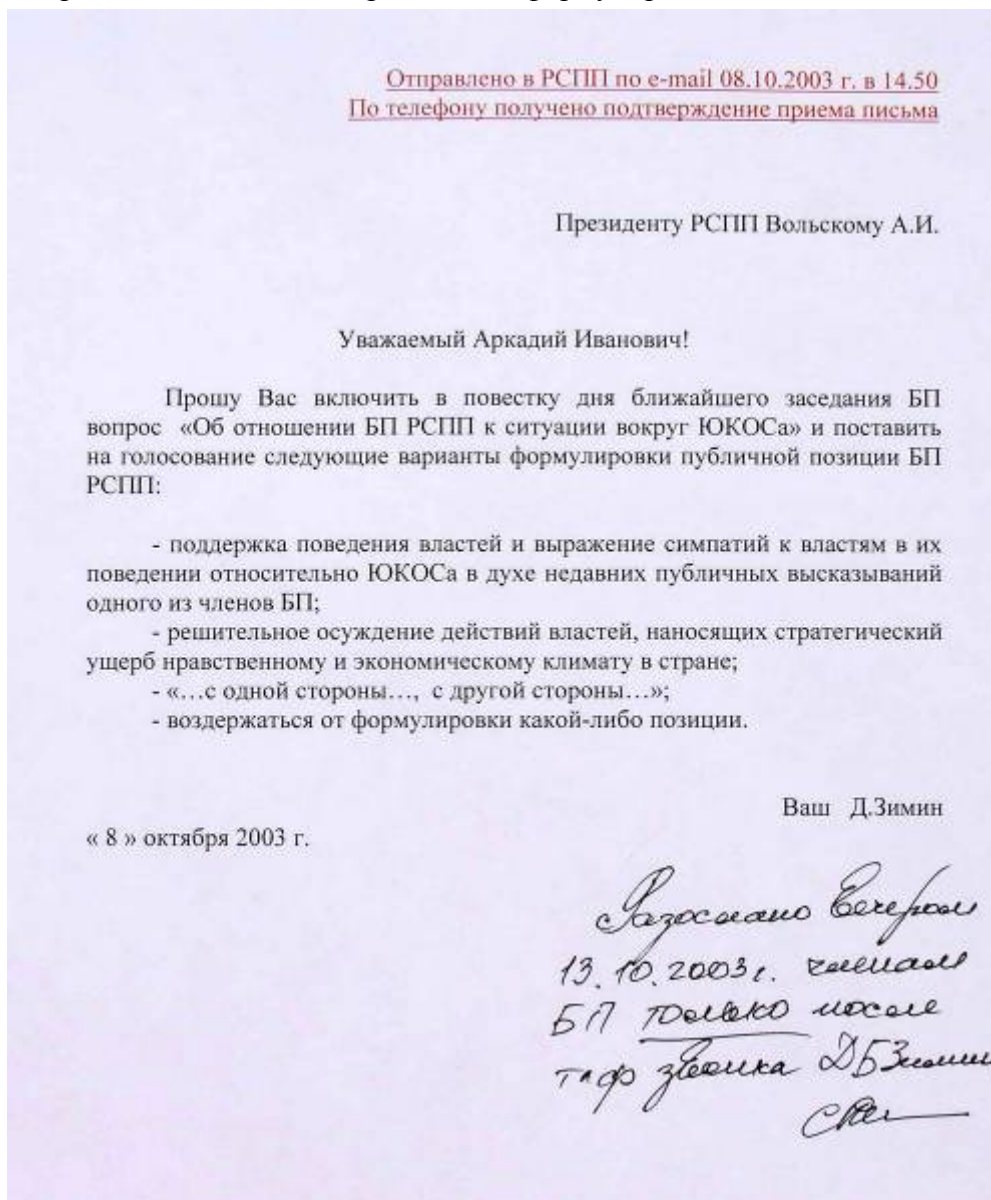 Отправлено в РСПП по e-mail 08.10.2003 г. в 14.50
По телефону получено подтверждение приема письма
Президенту РСПП Вольскому А.И.
Уважаемый Аркадий Иванович!
Прошу Вас включить в повестку дня ближайшего заседания БП
вопрос «Об отношении БП РСПП к ситуации вокруг ЮКОСа» и поставить
на голосование следующие варианты формулировки публичной позиции БП
РСПП:
- поддержка поведения властей и выражение симпатий к властям в их
поведении относительно ЮКОСа в духе недавних публичных высказываний
одного из членов БП;
- решительное осуждение действий властей, наносящих стратегический
ущерб нравственному и экономическому климату в стране;
- «…с одной стороны…, с другой стороны…»;
- воздержаться от формулировки какой-либо позиции.
Ваш Д.Зимин
« 8 » октября 2003 г.
Разослано вечером
13.10.2003г. членам
БП только после
тлф звонка ДБЗимин